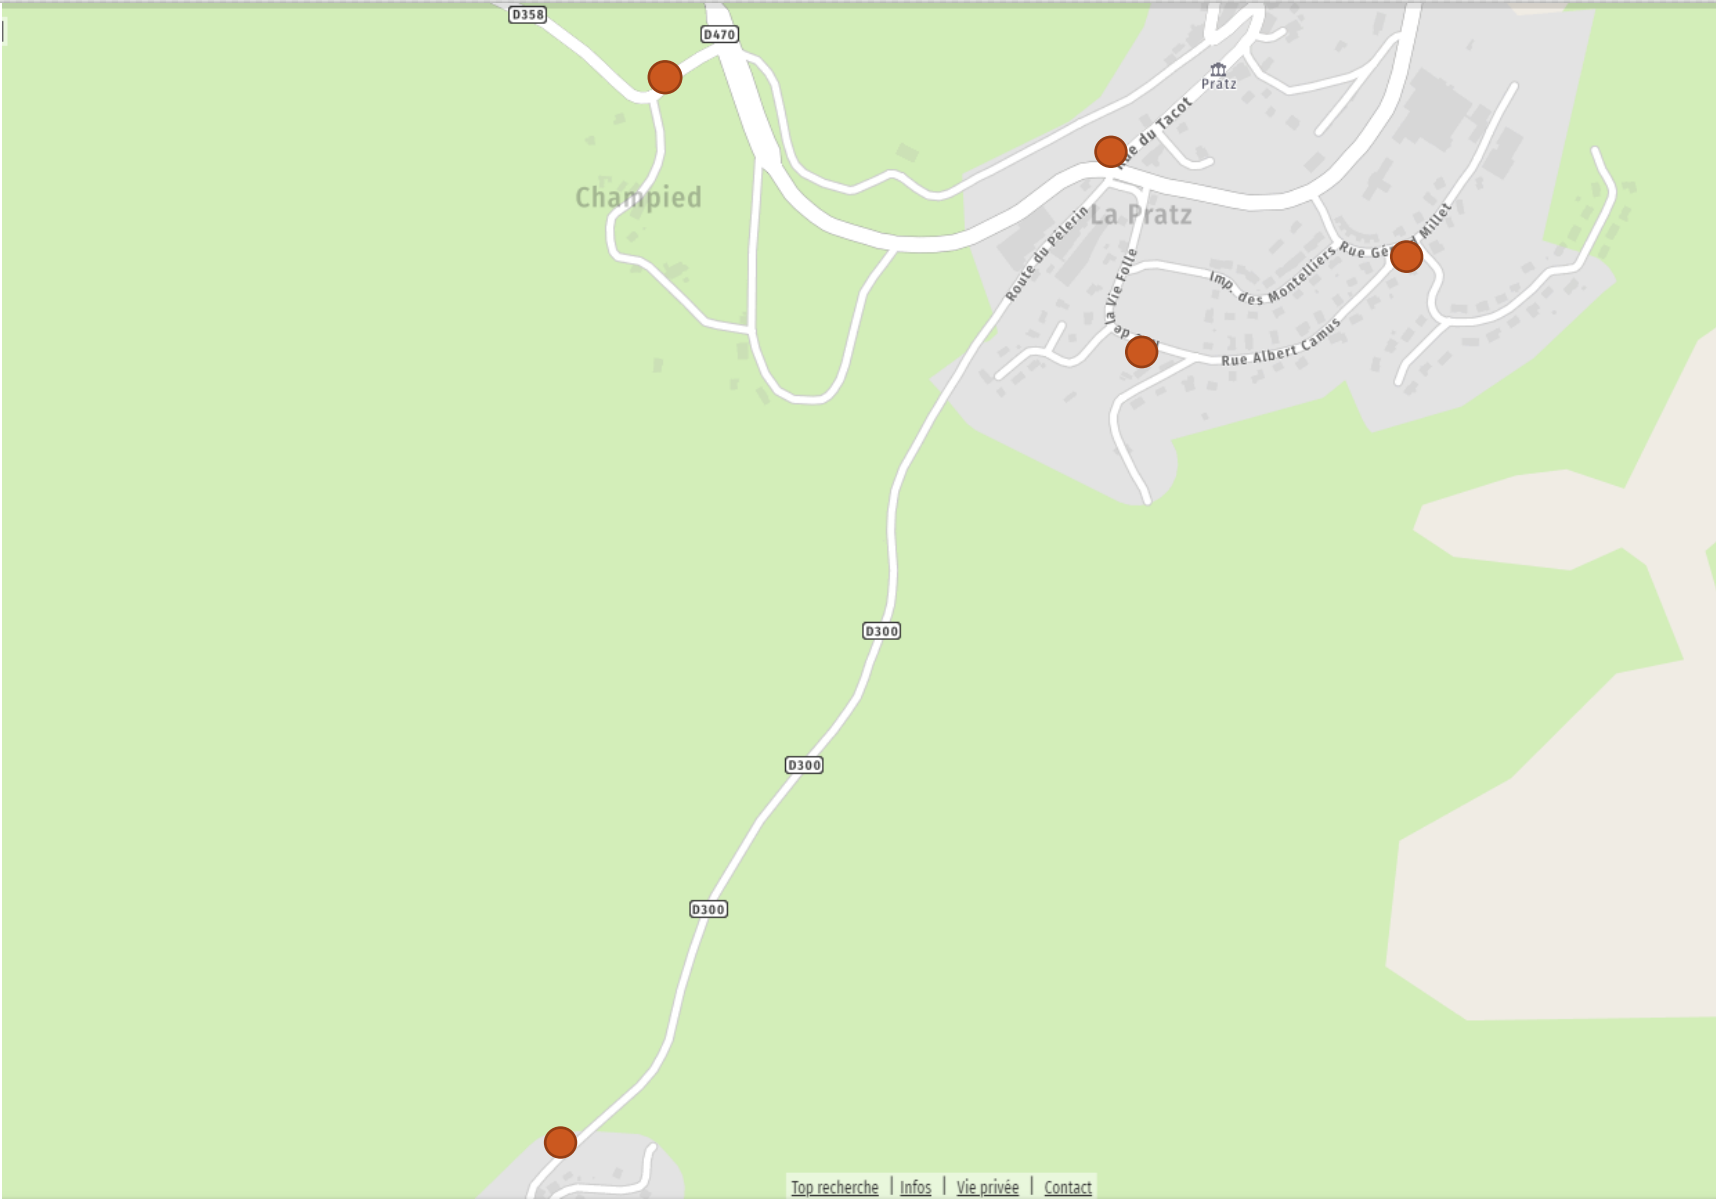 D358
D470
Pratz
Rue du Tacot
Champied
La Pratz
Route du Pèlerin
la Vie Folle
Imp. des Montelliers
Millet
Rue Albert Camus
D300
D300
D300
Top recherche | Infos | Vie privée | Contact